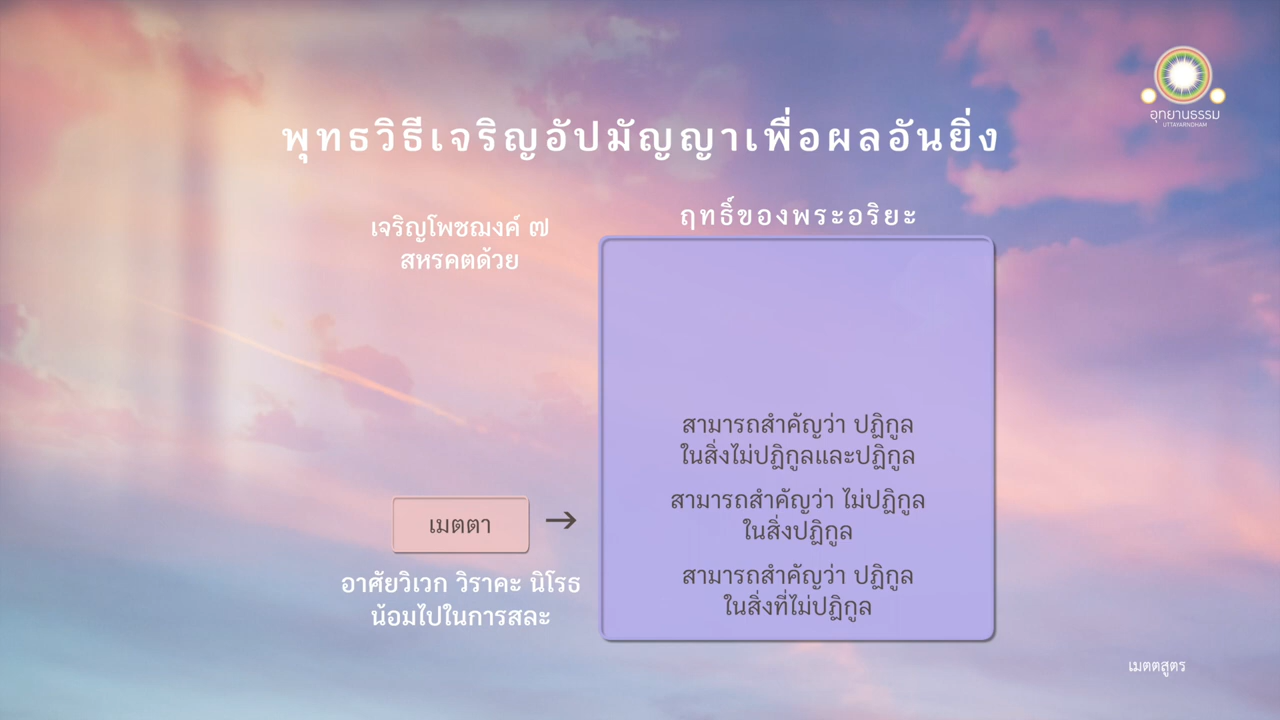 อุทยานธรรม
UTTAYARNDHAM
พุทธวิธีเจริญอัปมัญญาเพื่อผลอันยิ่ง
เจริญโพชฌงค์ ๗
สหรคตด้วย
ฤทธิ์ของพระอริยะ
สามารถสำคัญว่า ปฏิกูล
ในสิ่งไม่ปฏิกูลและปฏิกูล
สามารถสำคัญว่า ไม่ปฏิกูล
ในสิ่งปฏิกูล
สามารถสำคัญว่า ปฏิกูล
ในสิ่งที่ไม่ปฏิกูล
เมตตา →
อาศัยวิเวก วิราคะ นิโรธ
น้อมไปในการสละ
เมตตสูตร